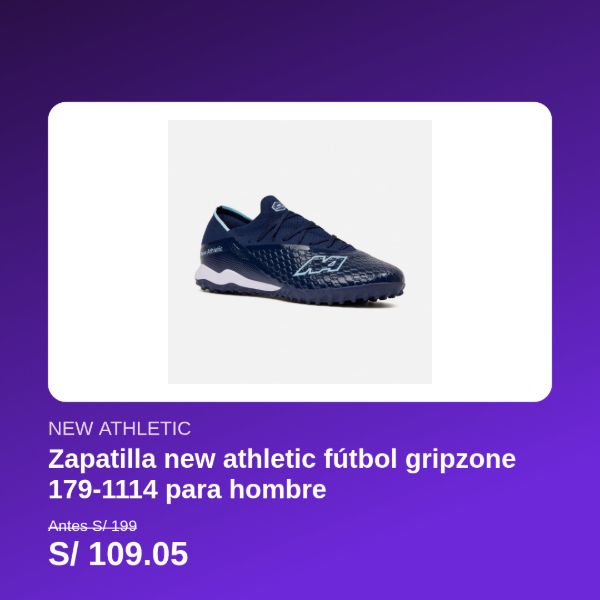 NEW ATHLETIC
Zapatilla new athletic fútbol gripzone
179-1114 para hombre
Antes S/ 199
S/ 109.05